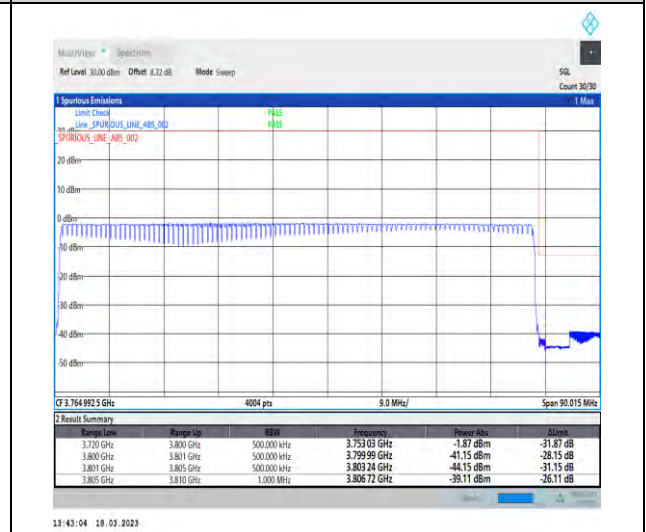 MultiView Spectrum
Ref Level 30.00 dBm Offset 8.32 dB Mode Sweep SGL
Count 30/30
1 Spurious Emissions 1 Max
Limit Check PASS
Line _SPURIOUS_LINE_ABS_002 PASS
SPURIOUS_LINE_ABS_002
20 dBm
10 dBm
0 dBm
-10 dBm
-20 dBm
-30 dBm
-40 dBm
-50 dBm
CF 3.764 992 5 GHz 4004 pts 9.0 MHz/ Span 90.015 MHz
2 Result Summary
Range Low Range Up RBW Frequency Power Abs ΔLimit
3.720 GHz 3.800 GHz 500.000 kHz 3.753 03 GHz -1.87 dBm -31.87 dB
3.800 GHz 3.801 GHz 500.000 kHz 3.799 99 GHz -41.15 dBm -28.15 dB
3.801 GHz 3.805 GHz 500.000 kHz 3.803 24 GHz -44.15 dBm -31.15 dB
3.805 GHz 3.810 GHz 1.000 MHz 3.806 72 GHz -39.11 dBm -26.11 dB
13:43:04 18.03.2023